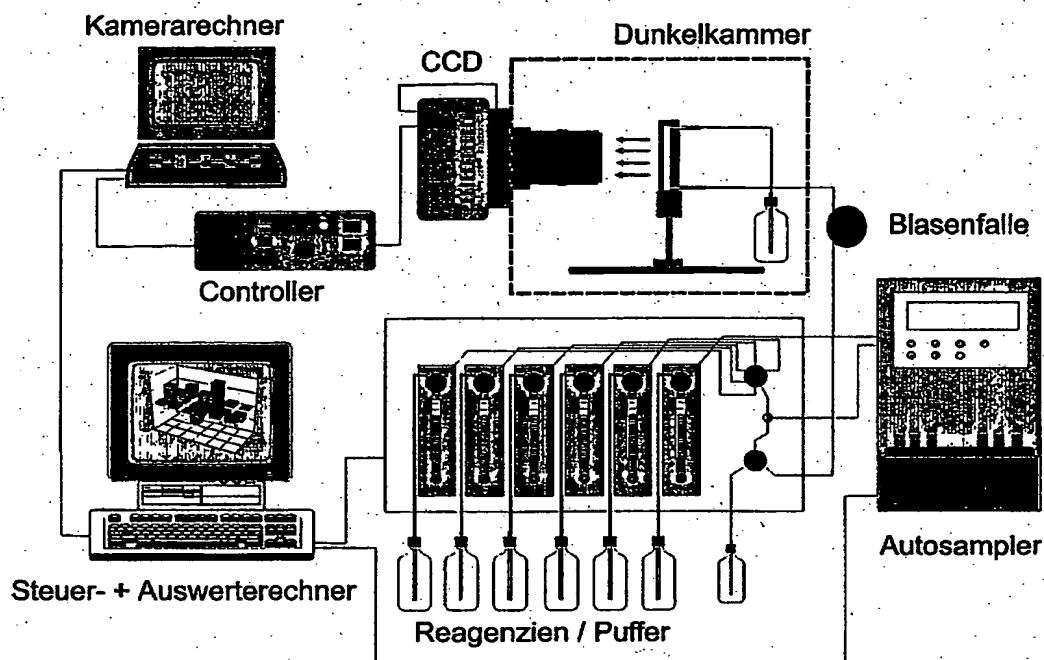 Kamerarechner
CCD
Dunkelkammer
Blasenfalle
Controller
Autosampler
Steuer- + Auswerterechner
Reagenzien / Puffer